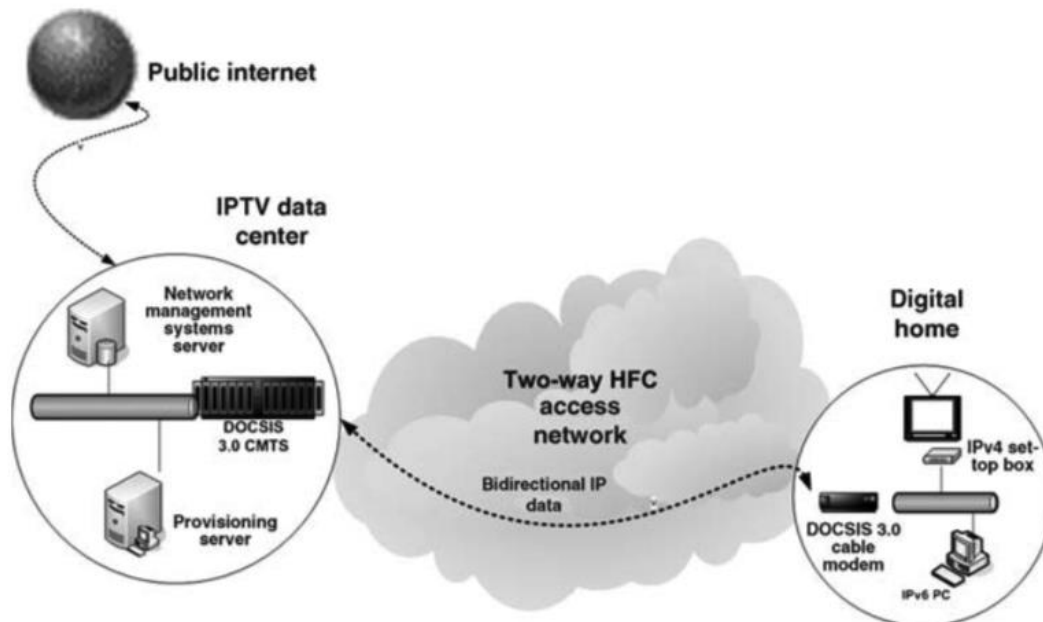 Public internet
IPTV data
center
Network
management
systems
server
DOCSIS
3.0 CMTS
Provisioning
server
Two-way HFC
access
network
Bidirectional IP
data
Digital
home
IPv4 set-
top box
DOCSIS 3.0
cable
modem
IPv6 PC